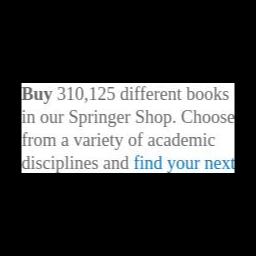 Buy 310,125 different books
in our Springer Shop. Choose
from a variety of academic
disciplines and find your next